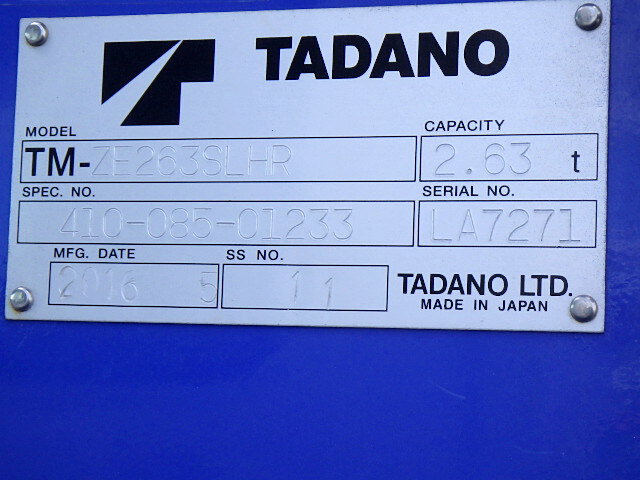 TADANO
MODEL
TM-ZE263SLHR
CAPACITY
2.63 t
SPEC. NO.
410-085-01233
SERIAL NO.
LA7271
MFG. DATE
2016 5
SS NO.
11
TADANO LTD.
MADE IN JAPAN